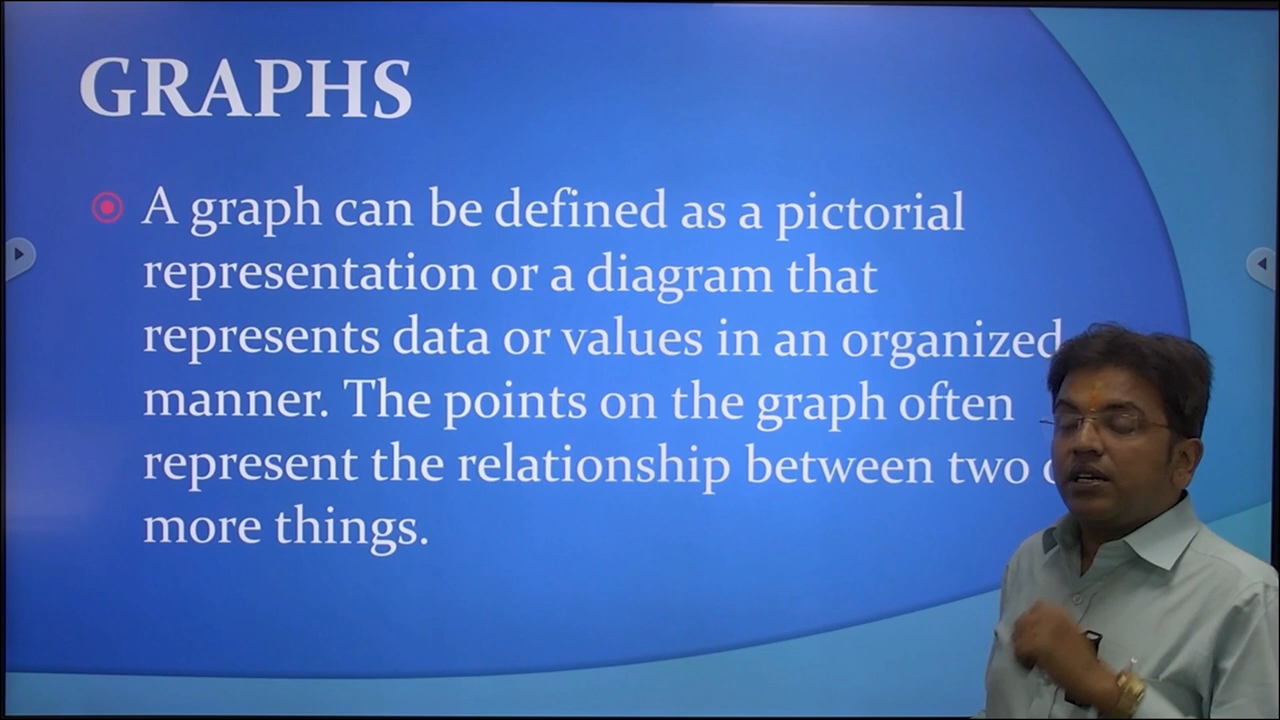 GRAPHS
A graph can be defined as a pictorial
representation or a diagram that
represents data or values in an organized
manner. The points on the graph often
represent the relationship between two
more things.